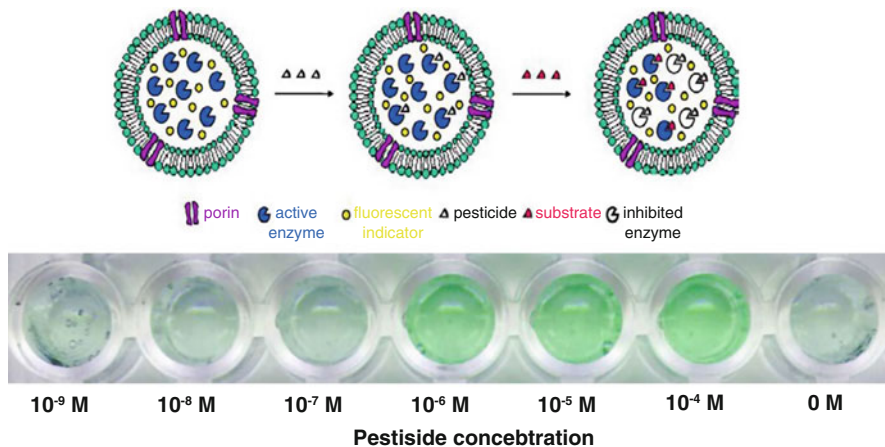 porin
active
enzyme
fluorescent
indicator
pesticide
substrate
inhibited
enzyme
10⁻⁹ M 10⁻⁸ M 10⁻⁷ M 10⁻⁶ M 10⁻⁵ M 10⁻⁴ M 0 M
Pestiside concebtration